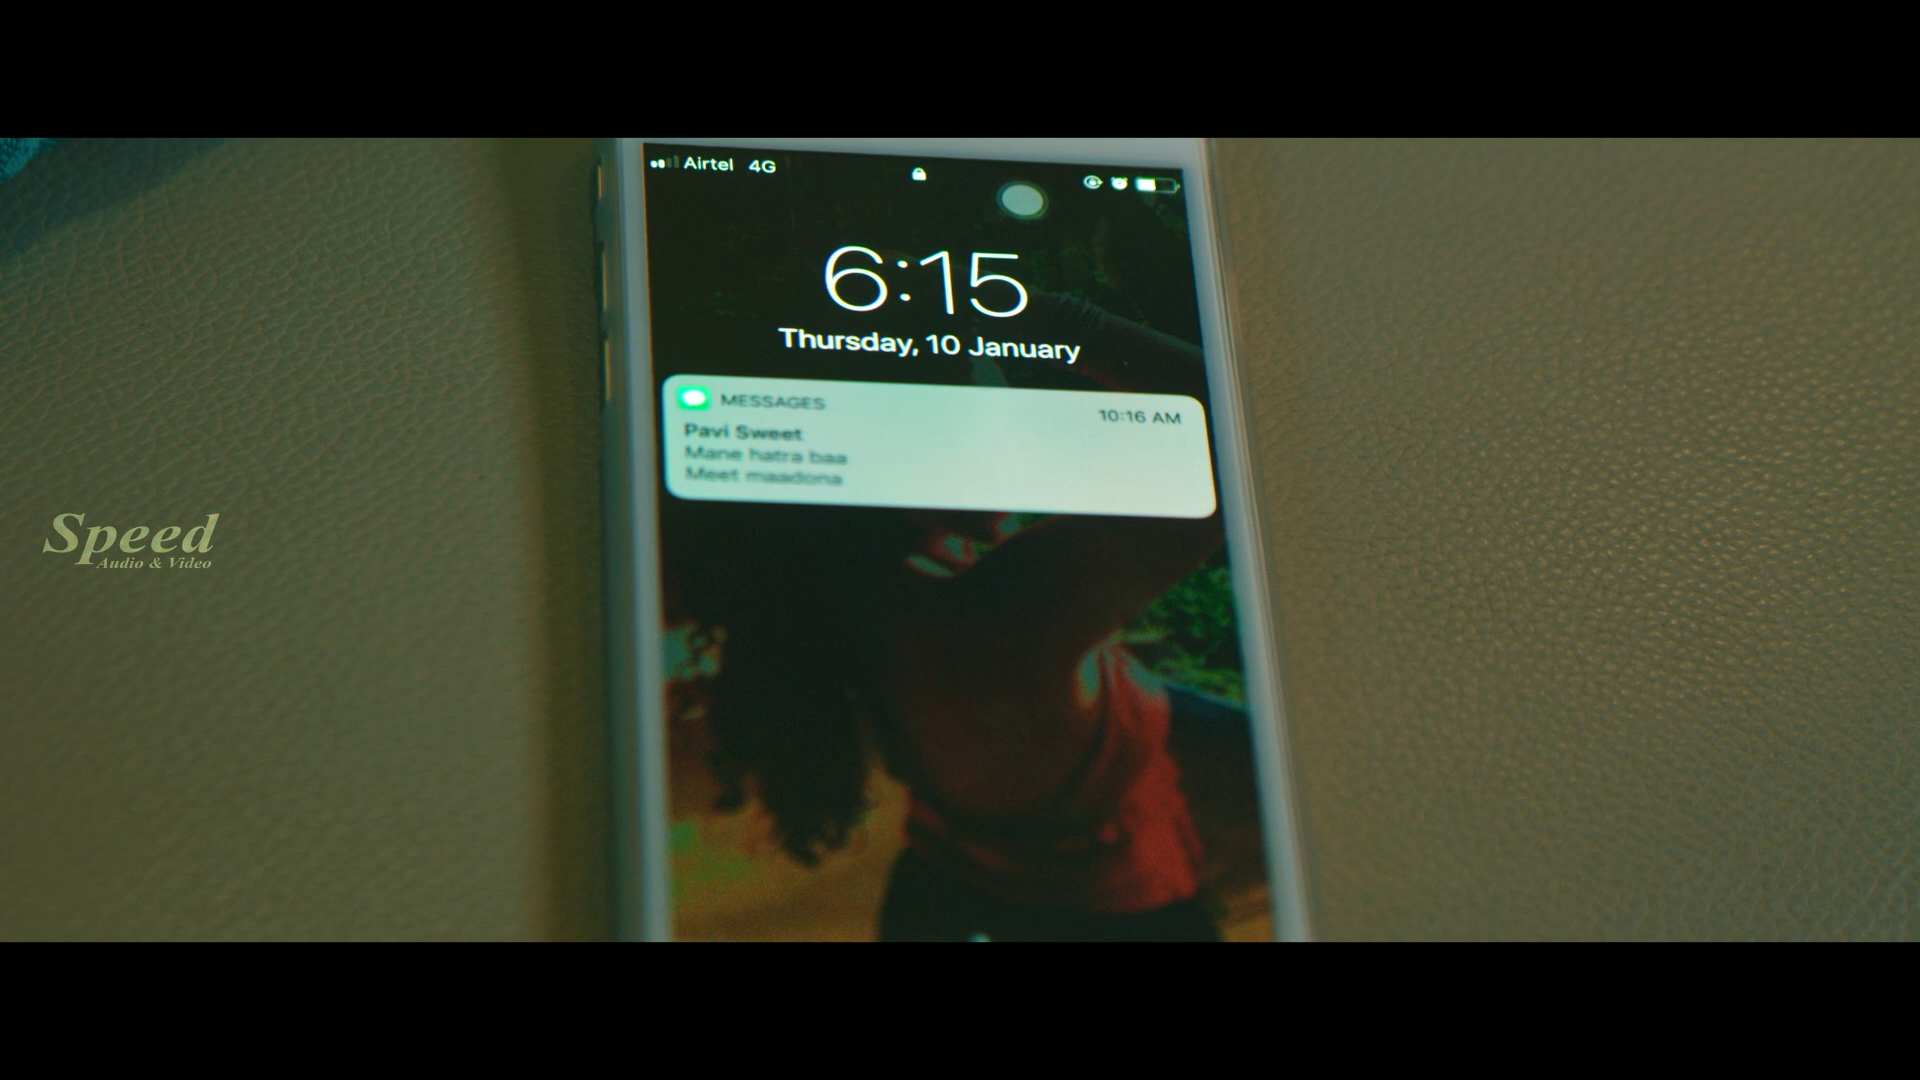 Airtel 4G
6:15
Thursday, 10 January
MESSAGES
10:16 AM
Pavi Sweet
Mane hatra baa
Meet maadona
Speed
Audio & Video